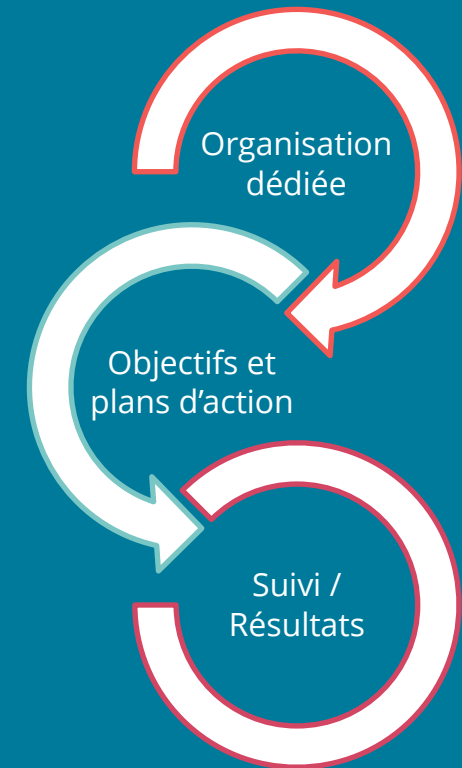 Organisation
dédiée
Objectifs et
plans d’action
Suivi /
Résultats